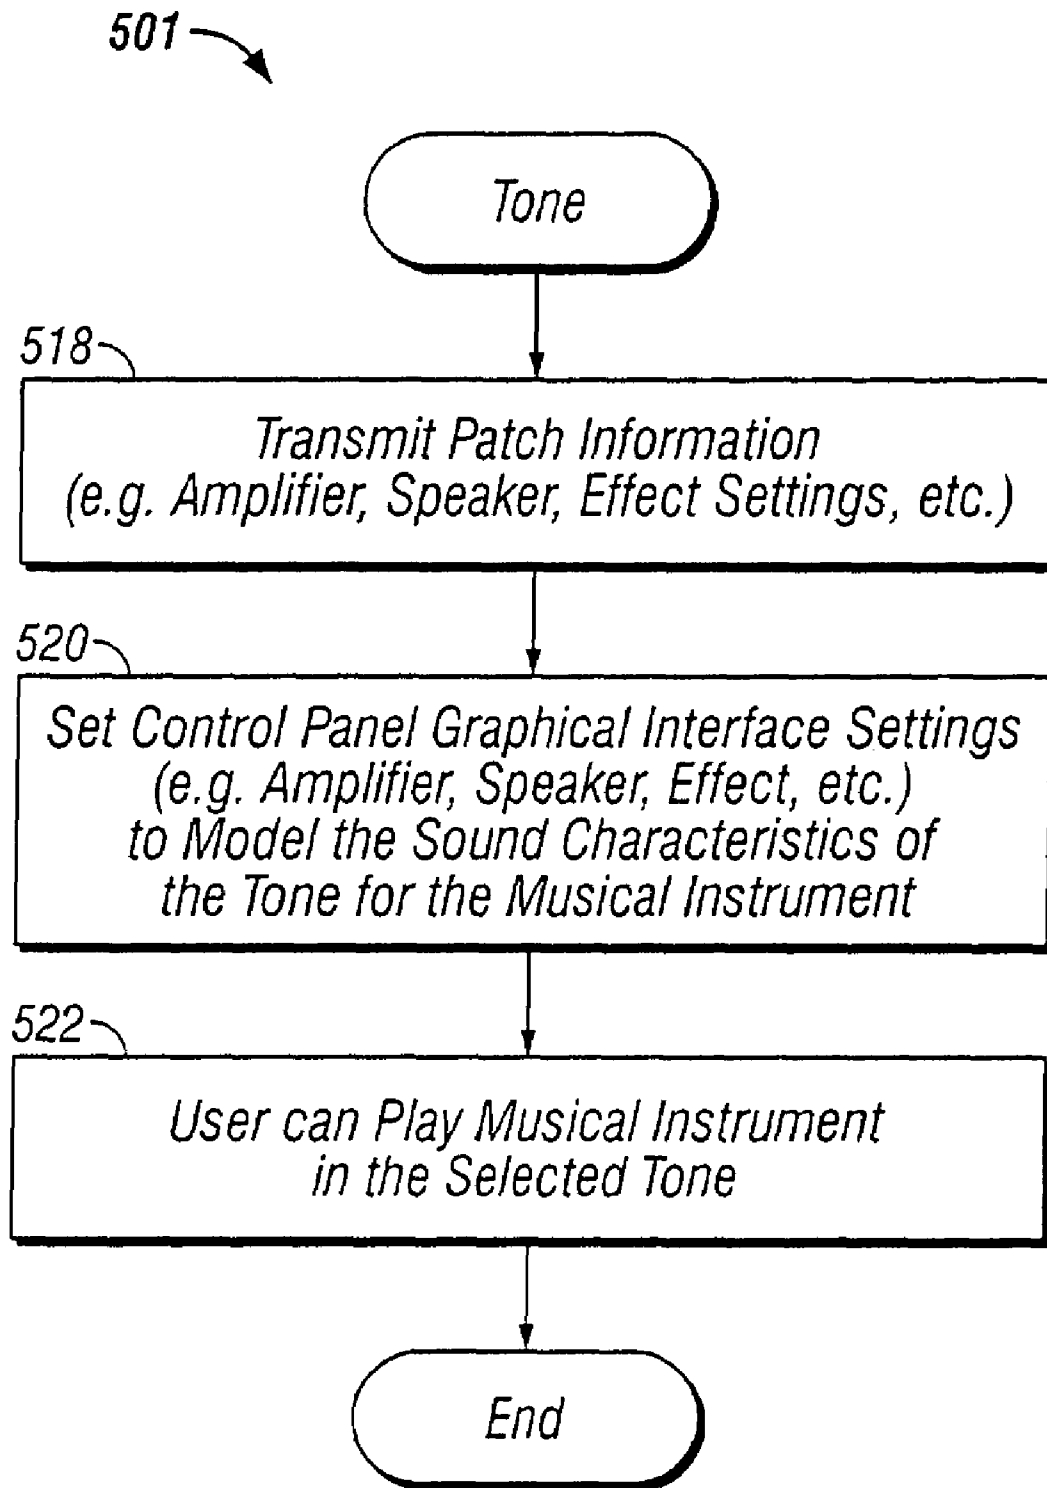 501
Tone
518
Transmit Patch Information
(e.g. Amplifier, Speaker, Effect Settings, etc.)
520
Set Control Panel Graphical Interface Settings
(e.g. Amplifier, Speaker, Effect, etc.)
to Model the Sound Characteristics of
the Tone for the Musical Instrument
522
User can Play Musical Instrument
in the Selected Tone
End